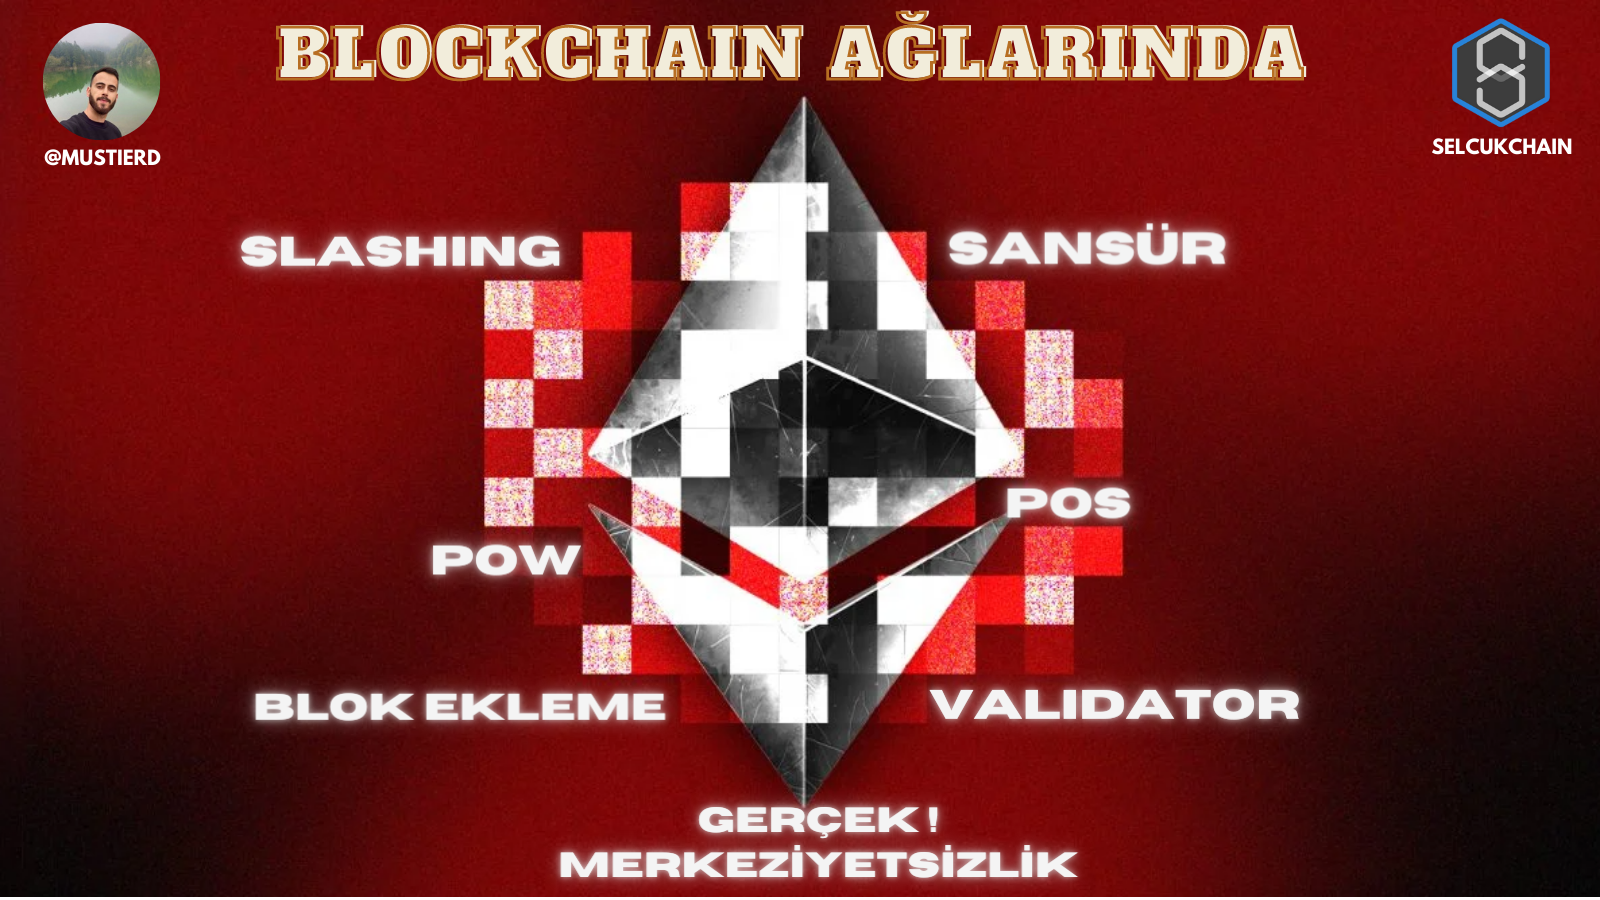 BLOCKCHAIN AĞLARINDA
@MUSTIERD
SELCUKCHAIN
SLASHING
SANSÜR
POS
POW
BLOK EKLEME
VALIDATOR
GERÇEK !
MERKEZİYETSİZLİK